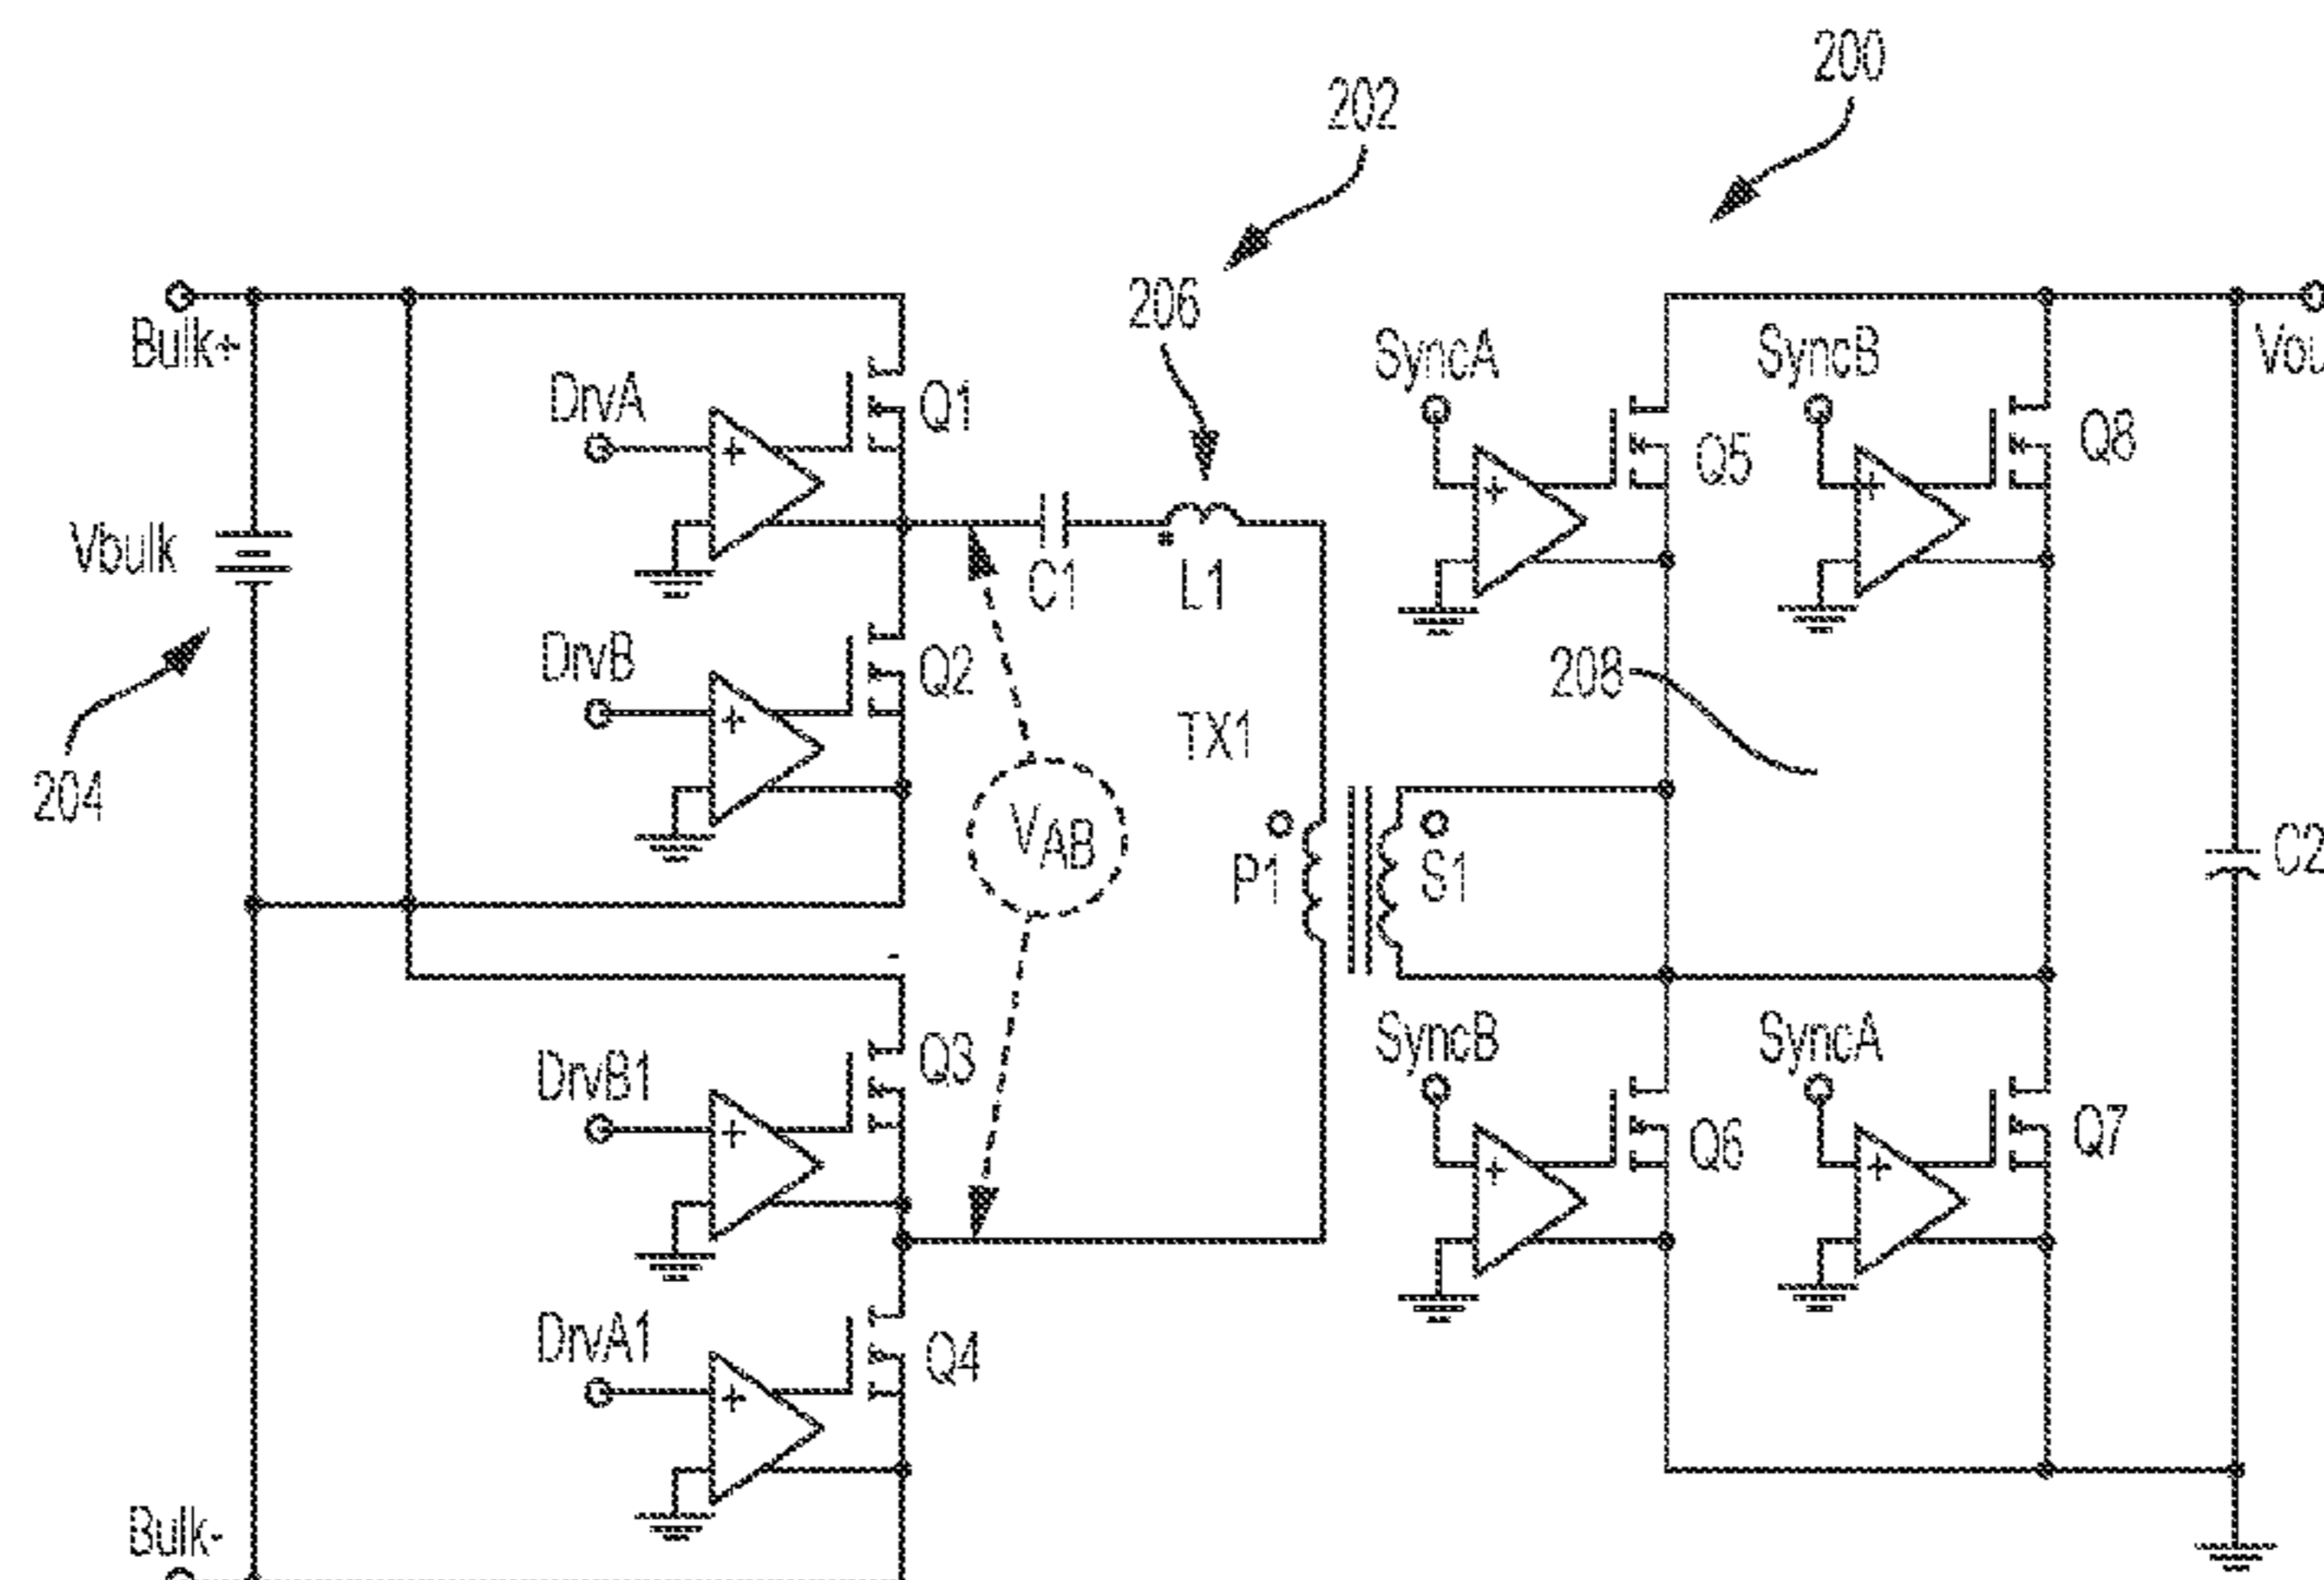 200
202
206
Bulk+
SyncA
SyncB
Vou
DrvA
Q1
Q5
Q8
Vbulk
C1
L1
DrvB
Q2
208
TX1
204
VAB
P1
S1
C2
DrvB1
Q3
SyncB
SyncA
Q6
Q7
DrvA1
Q4
Bulk-